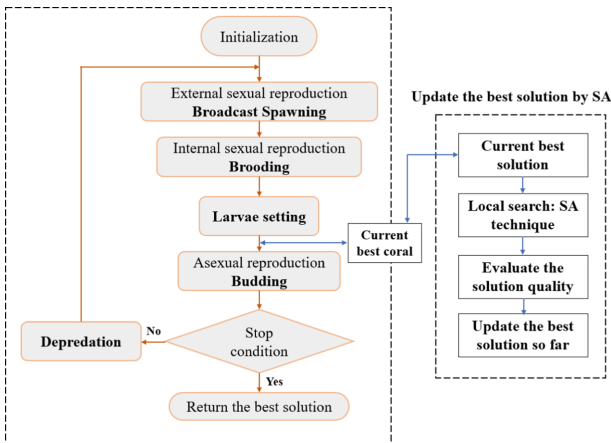 Initialization
External sexual reproduction
Broadcast Spawning
Internal sexual reproduction
Brooding
Larvae setting
Current
best coral
Asexual reproduction
Budding
Stop
condition
No
Depredation
Yes
Return the best solution
Update the best solution by SA
Current best
solution
Local search: SA
technique
Evaluate the
solution quality
Update the best
solution so far